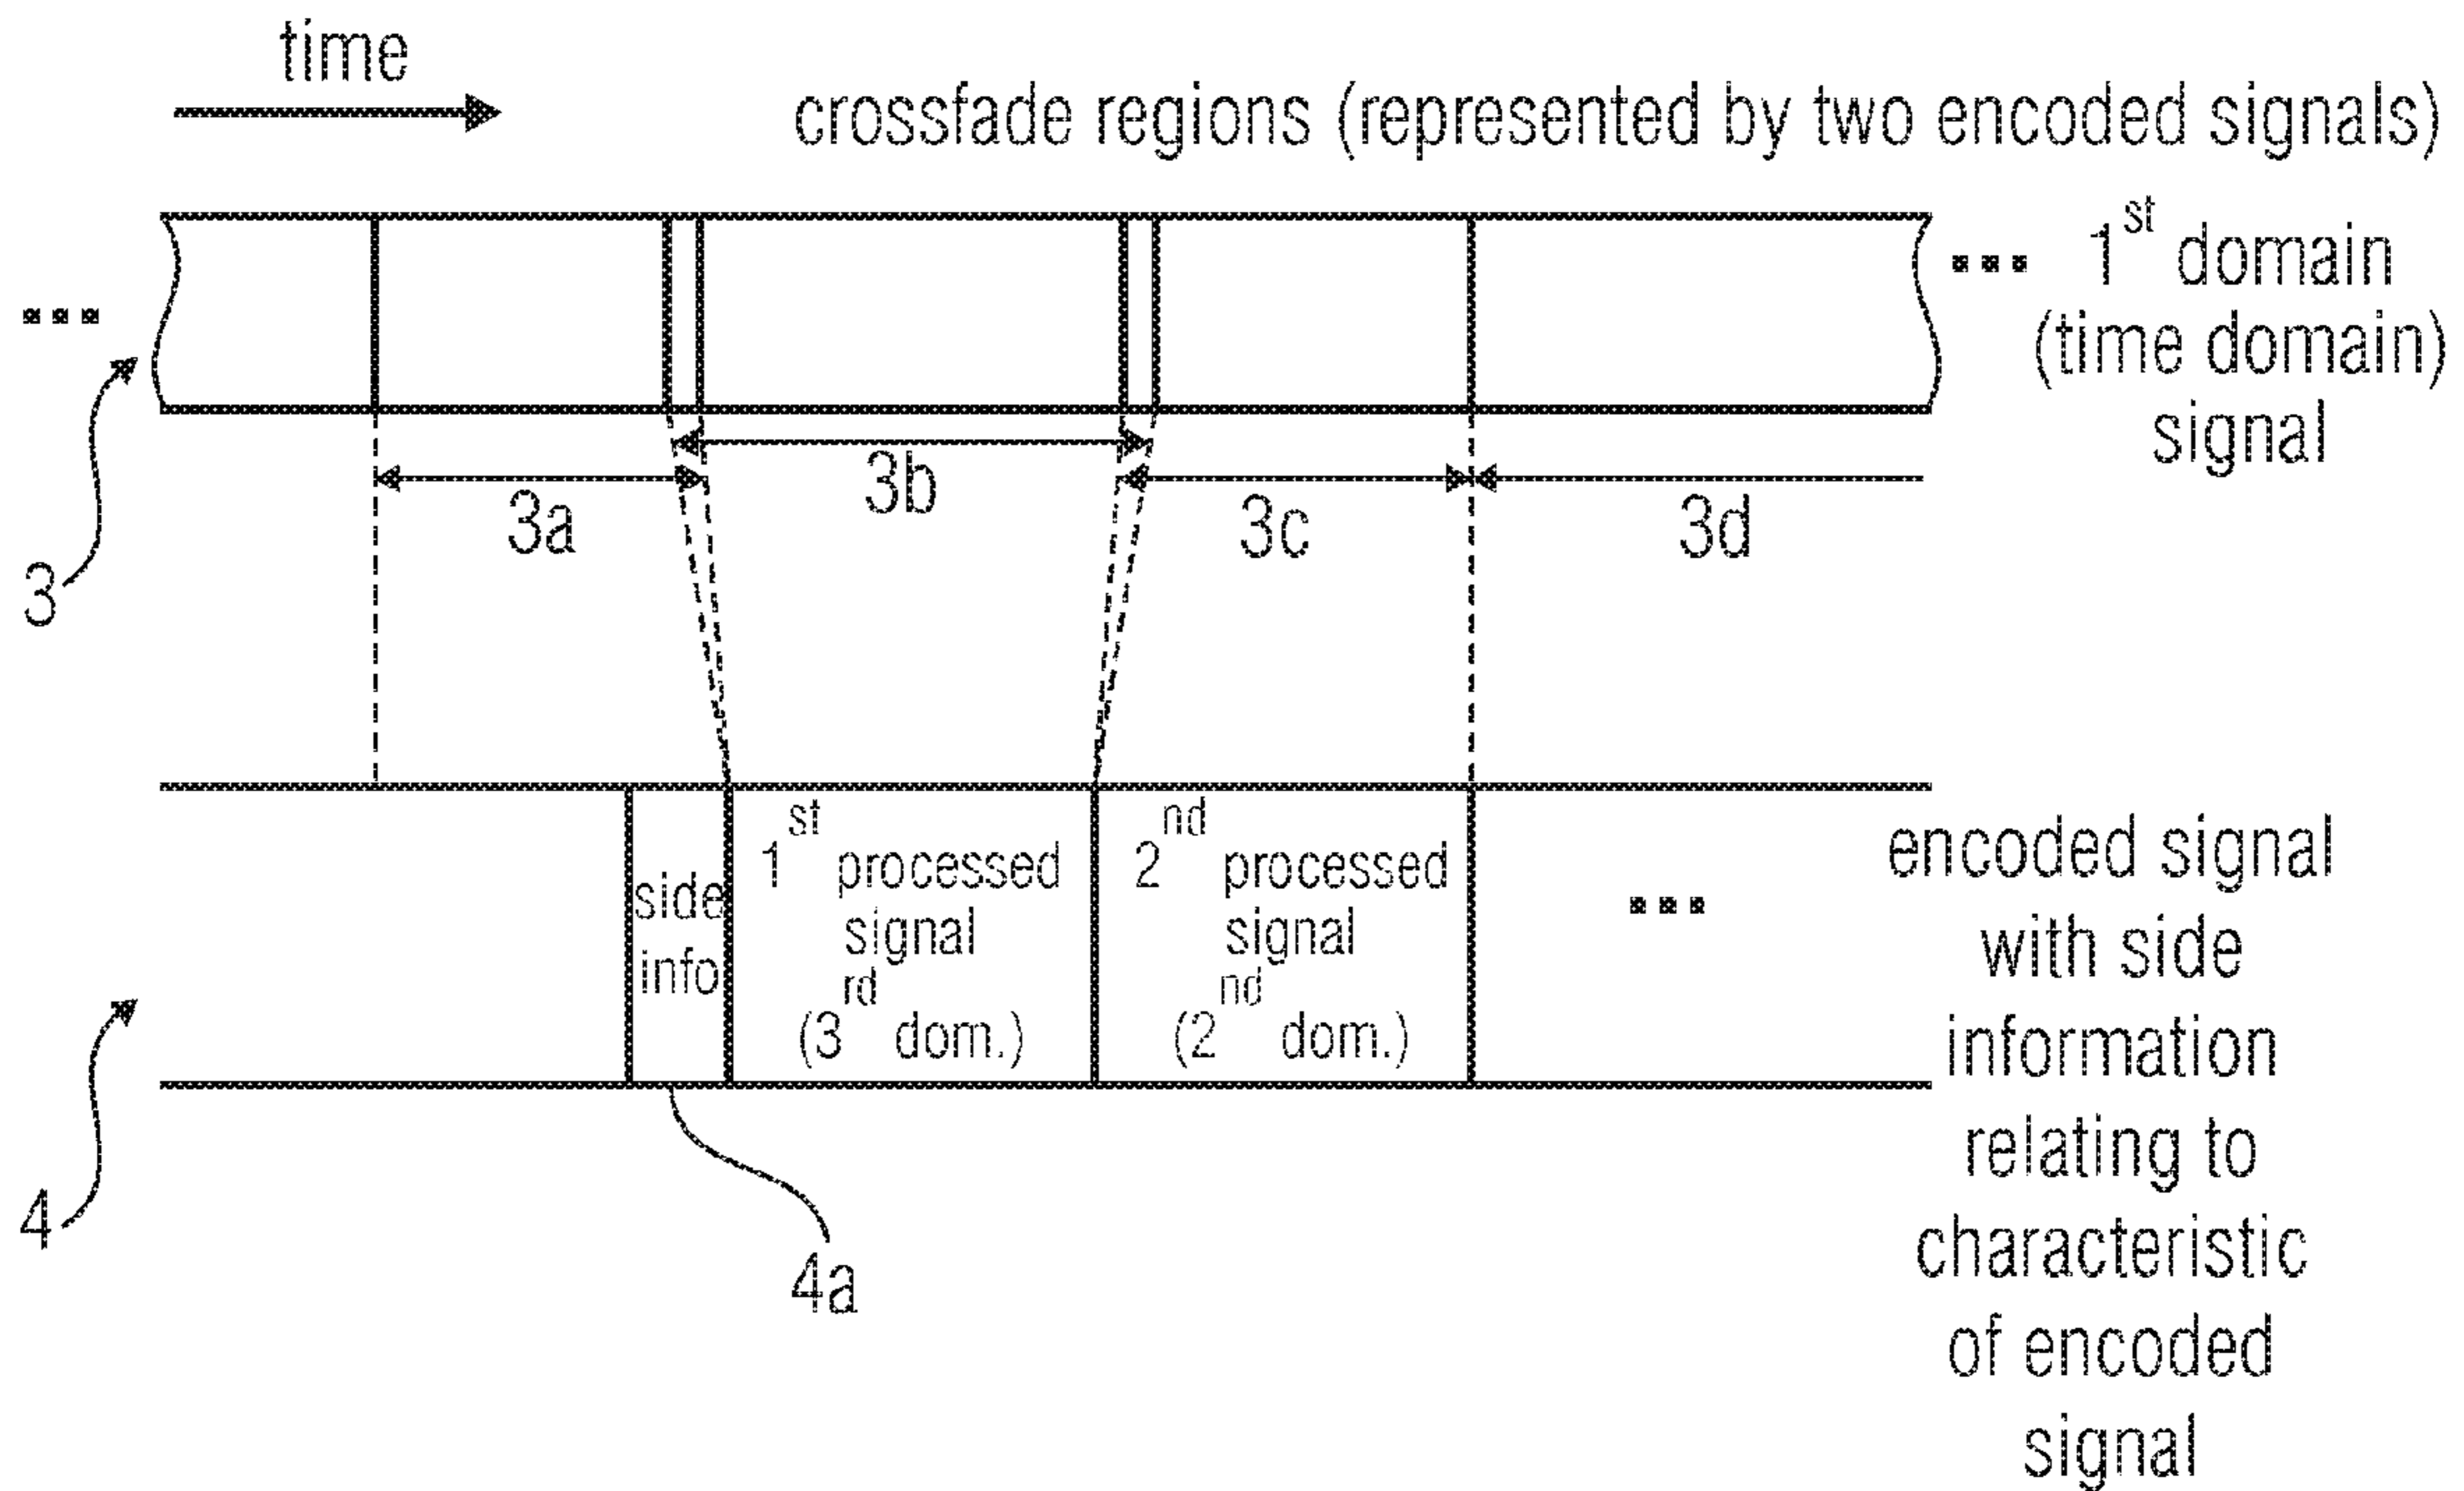 time
crossfade regions (represented by two encoded signals)
... 1st domain
(time domain)
signal
...
3a
3b
3c
3d
3
side
info
1st processed
signal
(3rd dom.)
2nd processed
signal
(2nd dom.)
...
encoded signal
with side
information
relating to
characteristic
of encoded
signal
4
4a